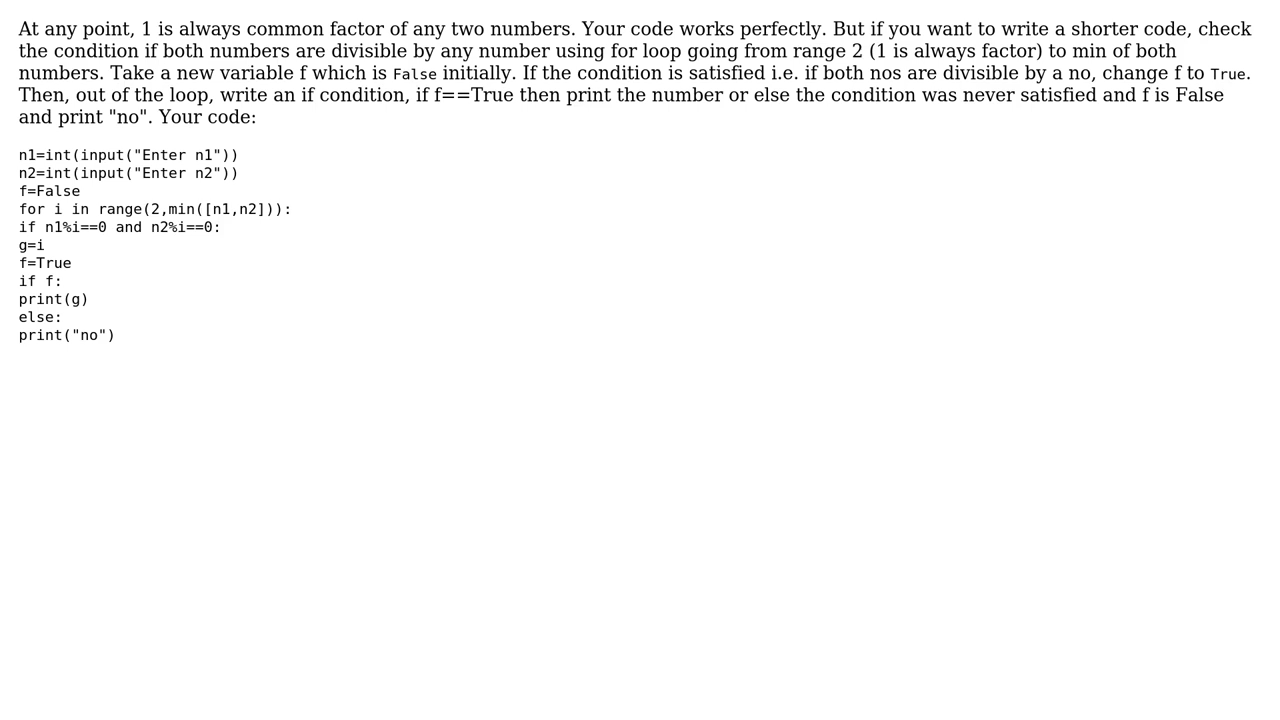 At any point, 1 is always common factor of any two numbers. Your code works perfectly. But if you want to write a shorter code, check
the condition if both numbers are divisible by any number using for loop going from range 2 (1 is always factor) to min of both
numbers. Take a new variable f which is False initially. If the condition is satisfied i.e. if both nos are divisible by a no, change f to True.
Then, out of the loop, write an if condition, if f==True then print the number or else the condition was never satisfied and f is False
and print "no". Your code:
n1=int(input("Enter n1"))
n2=int(input("Enter n2"))
f=False
for i in range(2,min([n1,n2])):
if n1%i==0 and n2%i==0:
g=i
f=True
if f:
print(g)
else:
print("no")